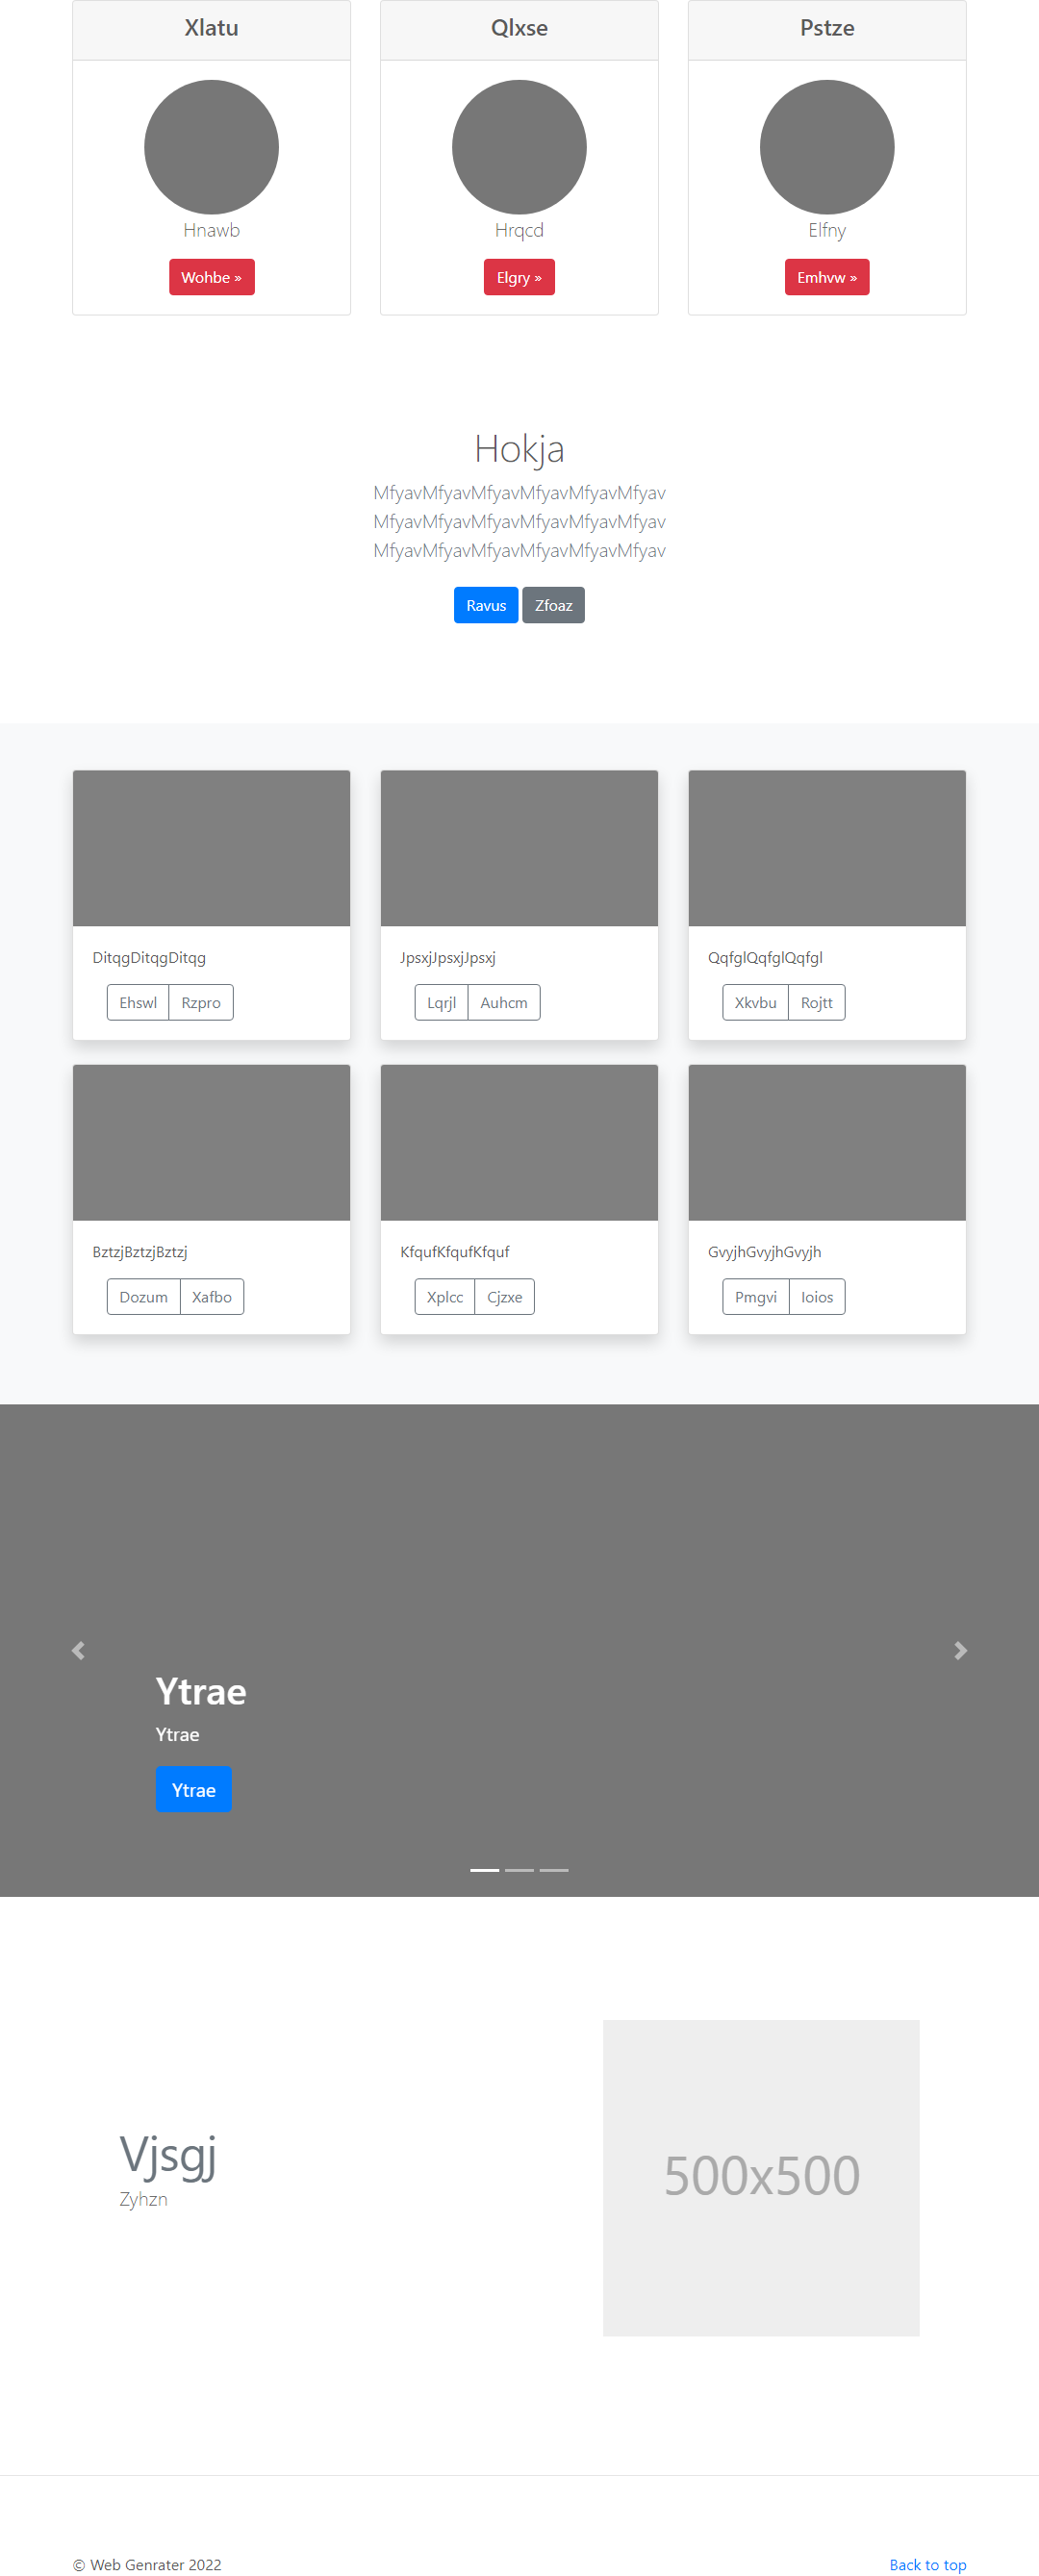 Xlatu
Qlxse
Pstze
Hnawb
Hrqcd
Elfny
Wohbe »
Elgry »
Emhvw »
Hokja
MfyavMfyavMfyavMfyavMfyavMfyav
MfyavMfyavMfyavMfyavMfyavMfyav
MfyavMfyavMfyavMfyavMfyavMfyav
Ravus Zfoaz
DitqgDitqgDitqg
JpsxjJpsxjJpsxj
QqfglQqfglQqfgl
Ehswl Rzpro
Lqrjl Auhcm
Xkvbu Rojtt
BztzjBztzjBztzj
KfqufKfqufKfquf
GvyjhGvyjhGvyjh
Dozum Xafbo
Xplcc Cjzxe
Pmgvi Ioios
Ytrae
Ytrae
Ytrae
Vjsgj
Zyhzn
500x500
© Web Genrater 2022
Back to top